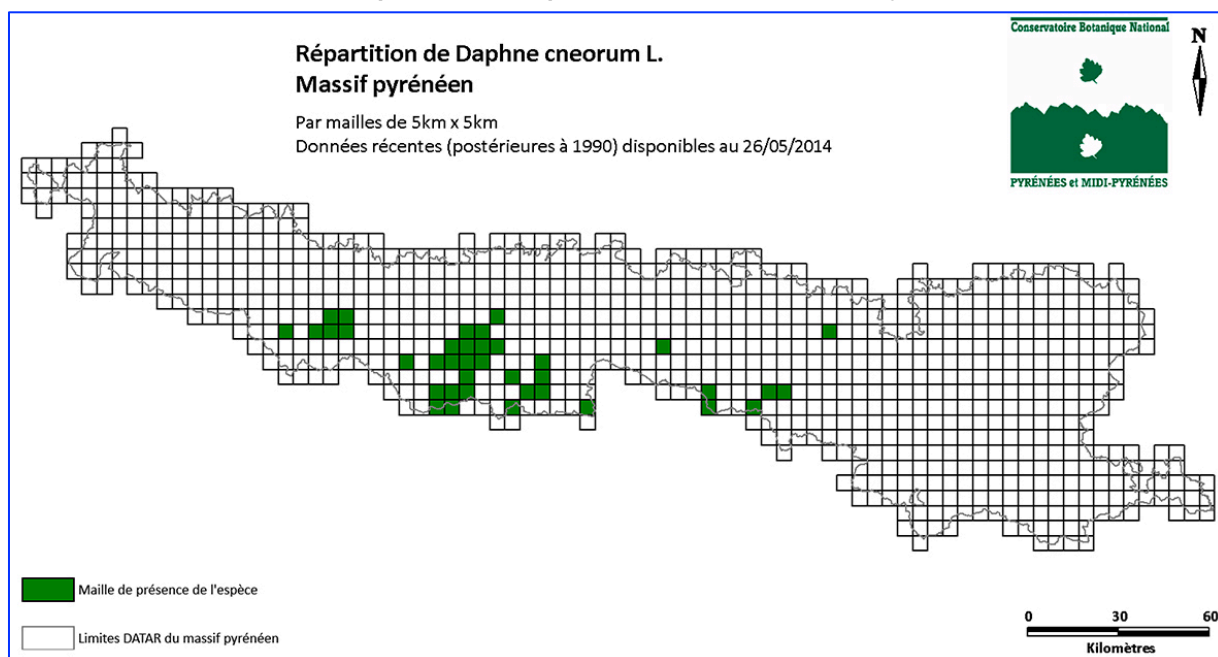 Répartition de Daphne cneorum L.
Massif pyrénéen
Par mailles de 5km x 5km
Données récentes (postérieures à 1990) disponibles au 26/05/2014
Conservatoire Botanique National
PYRÉNÉES et MIDI-PYRÉNÉES
N
Maille de présence de l'espèce
Limites DATAR du massif pyrénéen
0 30 60
Kilomètres